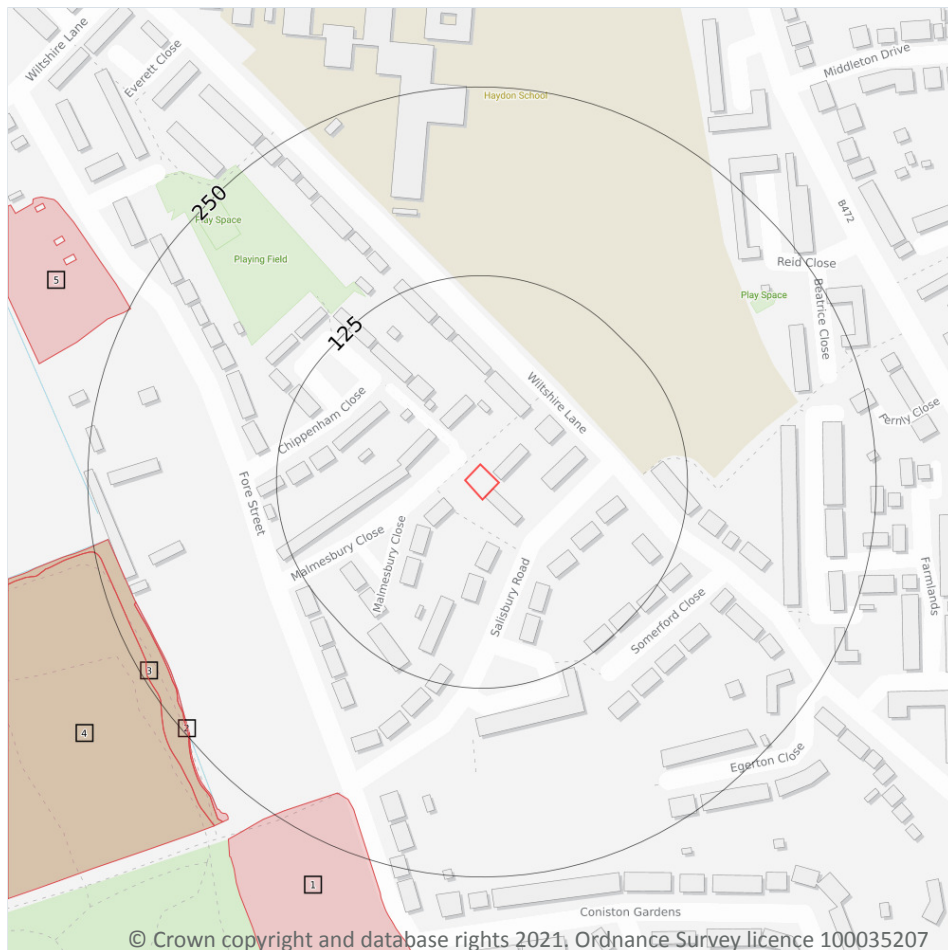 Wiltshire Lane
Everett Close
Middleton Drive
Haydon School
250
Play Space
B472
Playing Field
Reid Close
5
Play Space
Beatrice Close
125
Wiltshire Lane
Chippenham Close
Fernly Close
Fore Street
Malmesbury Close
Malmesbury Close
Salisbury Road
Farmlands
Somerford Close
3
2
4
Egerton Close
1
Coniston Gardens
© Crown copyright and database rights 2021. Ordnance Survey licence 100035207